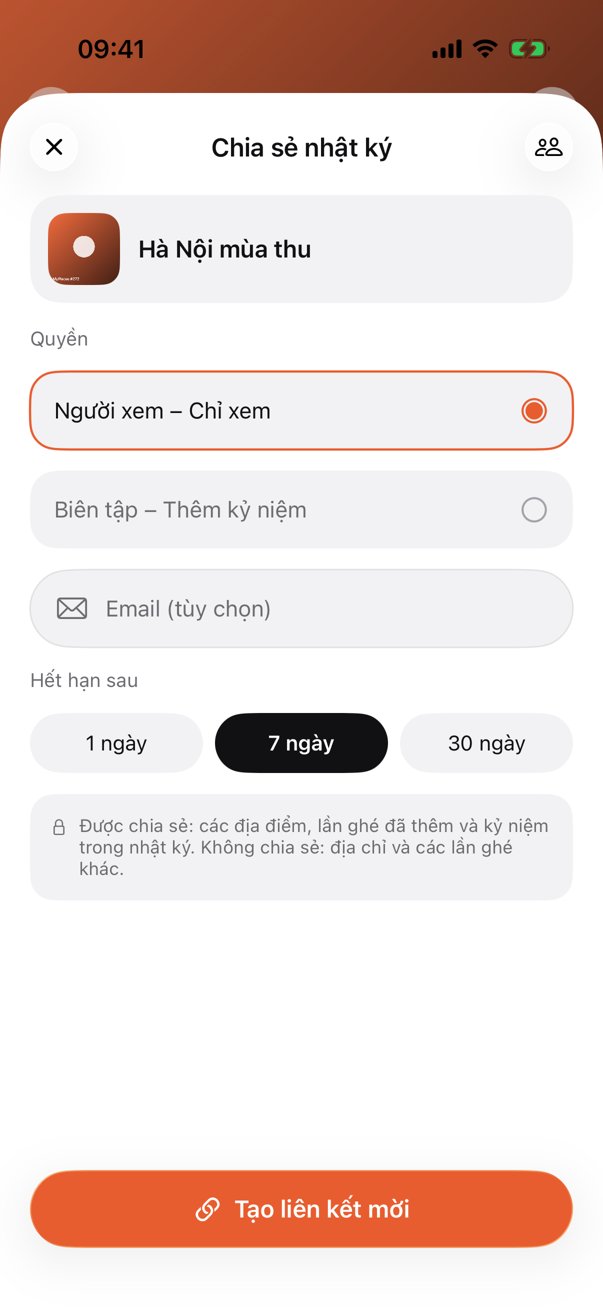 09:41
Chia sẻ nhật ký
Hà Nội mùa thu
Quyền
Người xem – Chỉ xem
Biên tập – Thêm kỷ niệm
Email (tùy chọn)
Hết hạn sau
1 ngày
7 ngày
30 ngày
Được chia sẻ: các địa điểm, lần ghé đã thêm và kỷ niệm
trong nhật ký. Không chia sẻ: địa chỉ và các lần ghé
khác.
Tạo liên kết mời